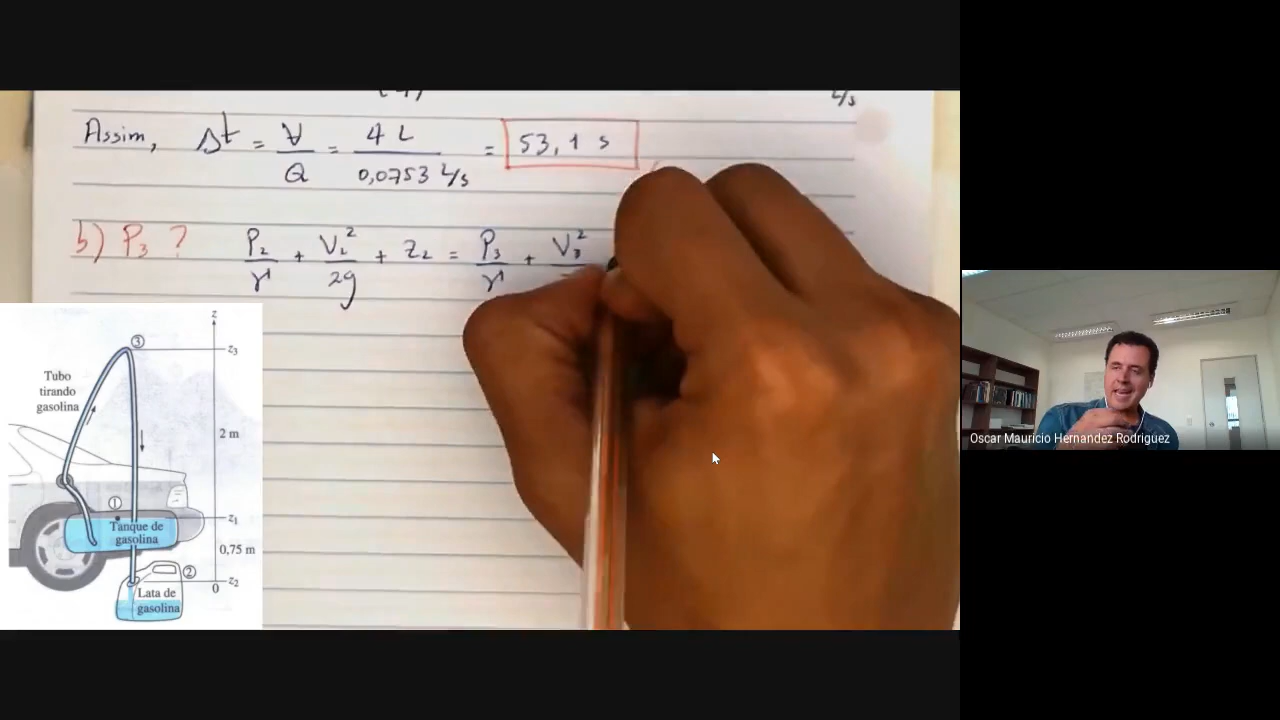 L/s
Assim, Δt = V/Q = 4 L / 0,0753 L/s = 53,1 s
b) P₃ ? P₂/γ + V₂²/2g + z₂ = P₃/γ + V₃²
z
③
z₃
Tubo
tirando
gasolina
2 m
①
z₁
Tanque de
gasolina
0,75 m
②
z₂
0
Lata de
gasolina
Oscar Mauricio Hernandez Rodriguez